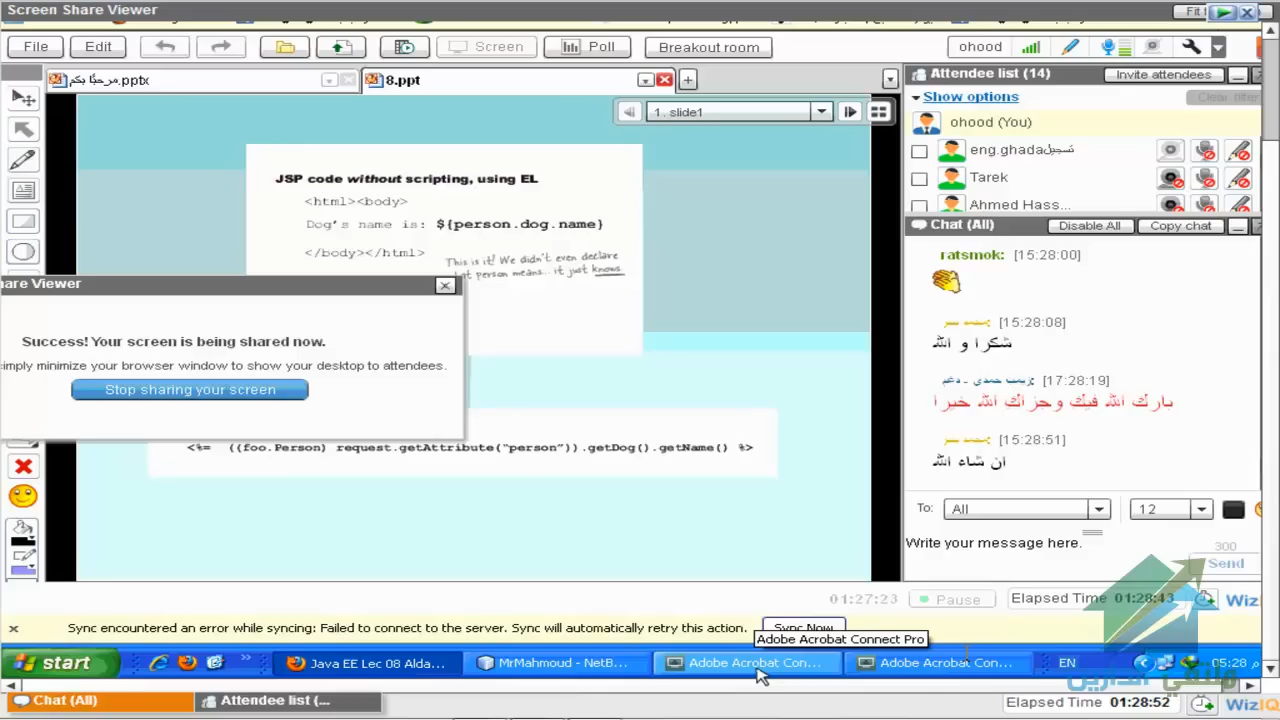 Screen Share Viewer
Fit
File
Edit
Screen
Poll
Breakout room
ohood
مرحبًا بكم.pptx
8.ppt
Attendee list (14)
Invite attendees
Show options
Clear filter
1. slide1
ohood (You)
eng.ghadaتسجيل
Tarek
Ahmed Hass...
JSP code without scripting, using EL
<html><body>
Dog's name is: ${person.dog.name}
</body></html>
This is it! We didn't even declare
person means... it just knows.
Chat (All)
Disable All
Copy chat
ratsmok: [15:28:00]
[15:28:08]
شكرا و الله
[17:28:19]
بارك الله فيك وجزاك الله خيرا
[15:28:51]
ان شاء الله
are Viewer
Success! Your screen is being shared now.
imply minimize your browser window to show your desktop to attendees.
Stop sharing your screen
<%= ((foo.Person) request.getAttribute("person")).getDog().getName() %>
To:
All
12
Write your message here.
300
Send
01:27:23
Pause
Elapsed Time 01:28:43
WizI
Sync encountered an error while syncing: Failed to connect to the server. Sync will automatically retry this action.
Sync Now
Adobe Acrobat Connect Pro
start
Java EE Lec 08 Alda...
MrMahmoud - NetB...
Adobe Acrobat Con...
Adobe Acrobat Con...
EN
05:28 م
Chat (All)
Attendee list (...
Elapsed Time 01:28:52
WizIQ